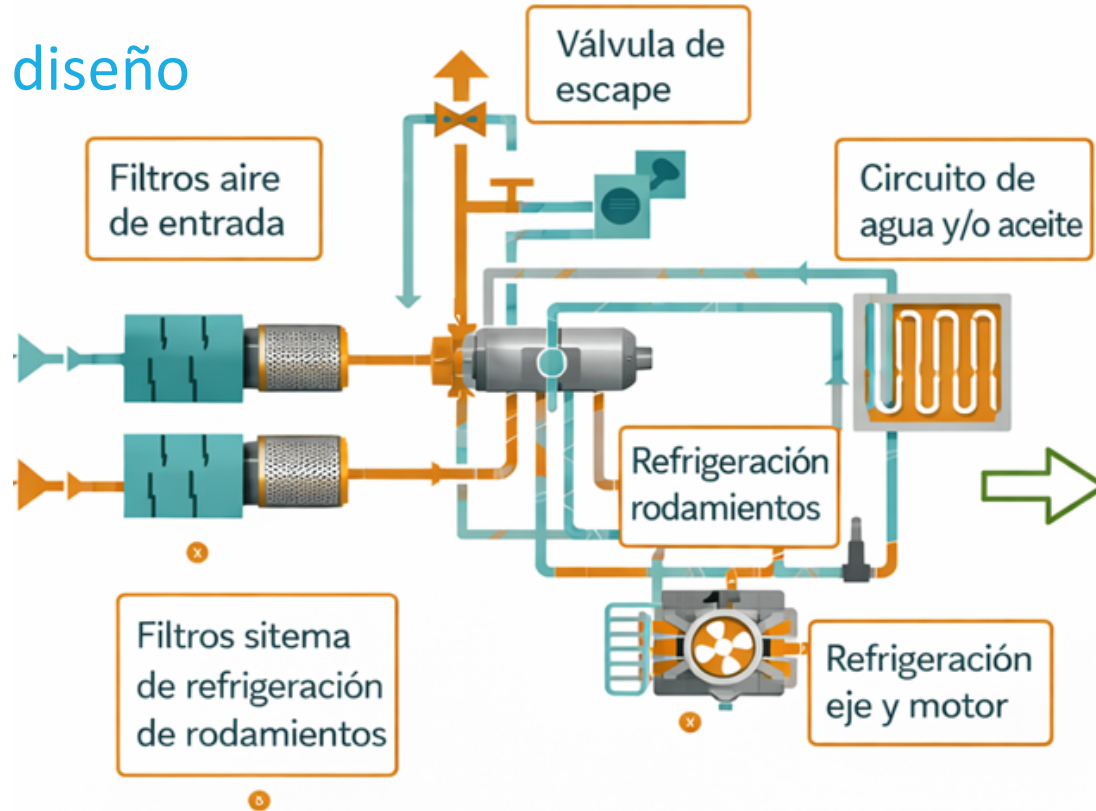 diseño
Válvula de
escape
Filtros aire
de entrada
Circuito de
agua y/o aceite
Refrigeración
rodamientos
x
Filtros sitema
de refrigeración
de rodamientos
Refrigeración
eje y motor
x